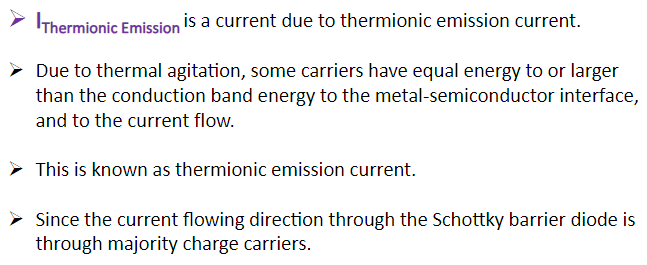 ➤ I Thermionic Emission is a current due to thermionic emission current.
➤ Due to thermal agitation, some carriers have equal energy to or larger
than the conduction band energy to the metal-semiconductor interface,
and to the current flow.
➤ This is known as thermionic emission current.
➤ Since the current flowing direction through the Schottky barrier diode is
through majority charge carriers.